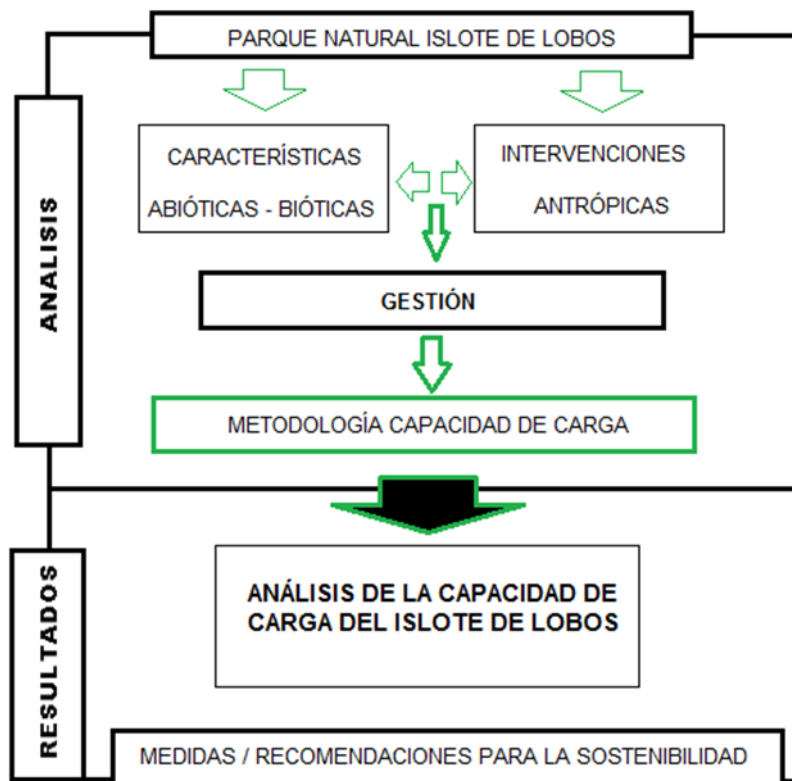 PARQUE NATURAL ISLOTE DE LOBOS
ANALISIS
CARACTERÍSTICAS
ABIÓTICAS - BIÓTICAS
INTERVENCIONES
ANTRÓPICAS
GESTIÓN
METODOLOGÍA CAPACIDAD DE CARGA
RESULTADOS
ANÁLISIS DE LA CAPACIDAD DE
CARGA DEL ISLOTE DE LOBOS
MEDIDAS / RECOMENDACIONES PARA LA SOSTENIBILIDAD